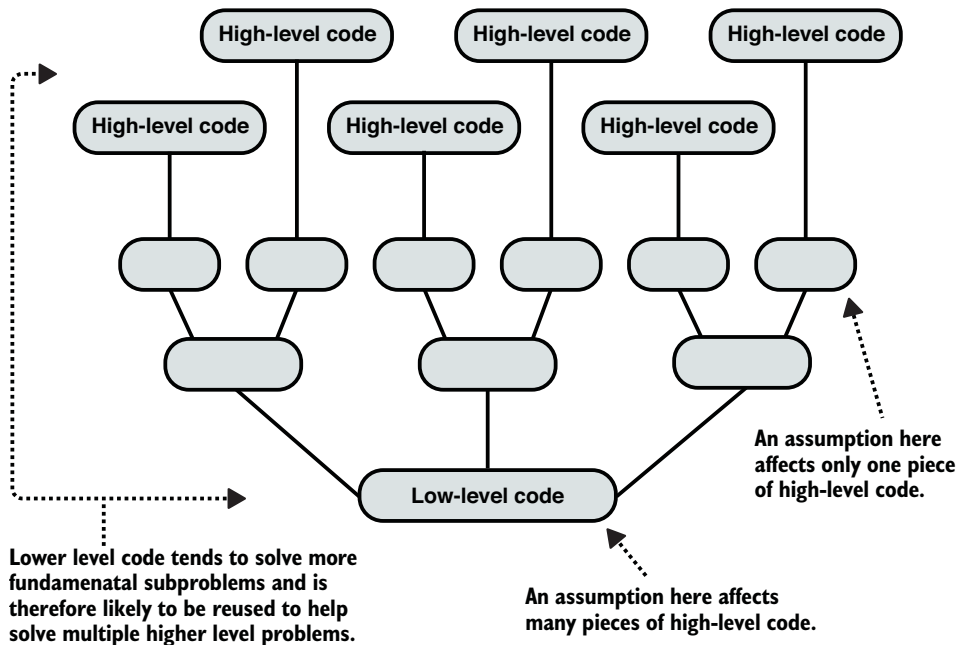 High-level code
High-level code
High-level code
High-level code
High-level code
High-level code
An assumption here
affects only one piece
of high-level code.
Low-level code
Lower level code tends to solve more
fundamenatal subproblems and is
therefore likely to be reused to help
solve multiple higher level problems.
An assumption here affects
many pieces of high-level code.